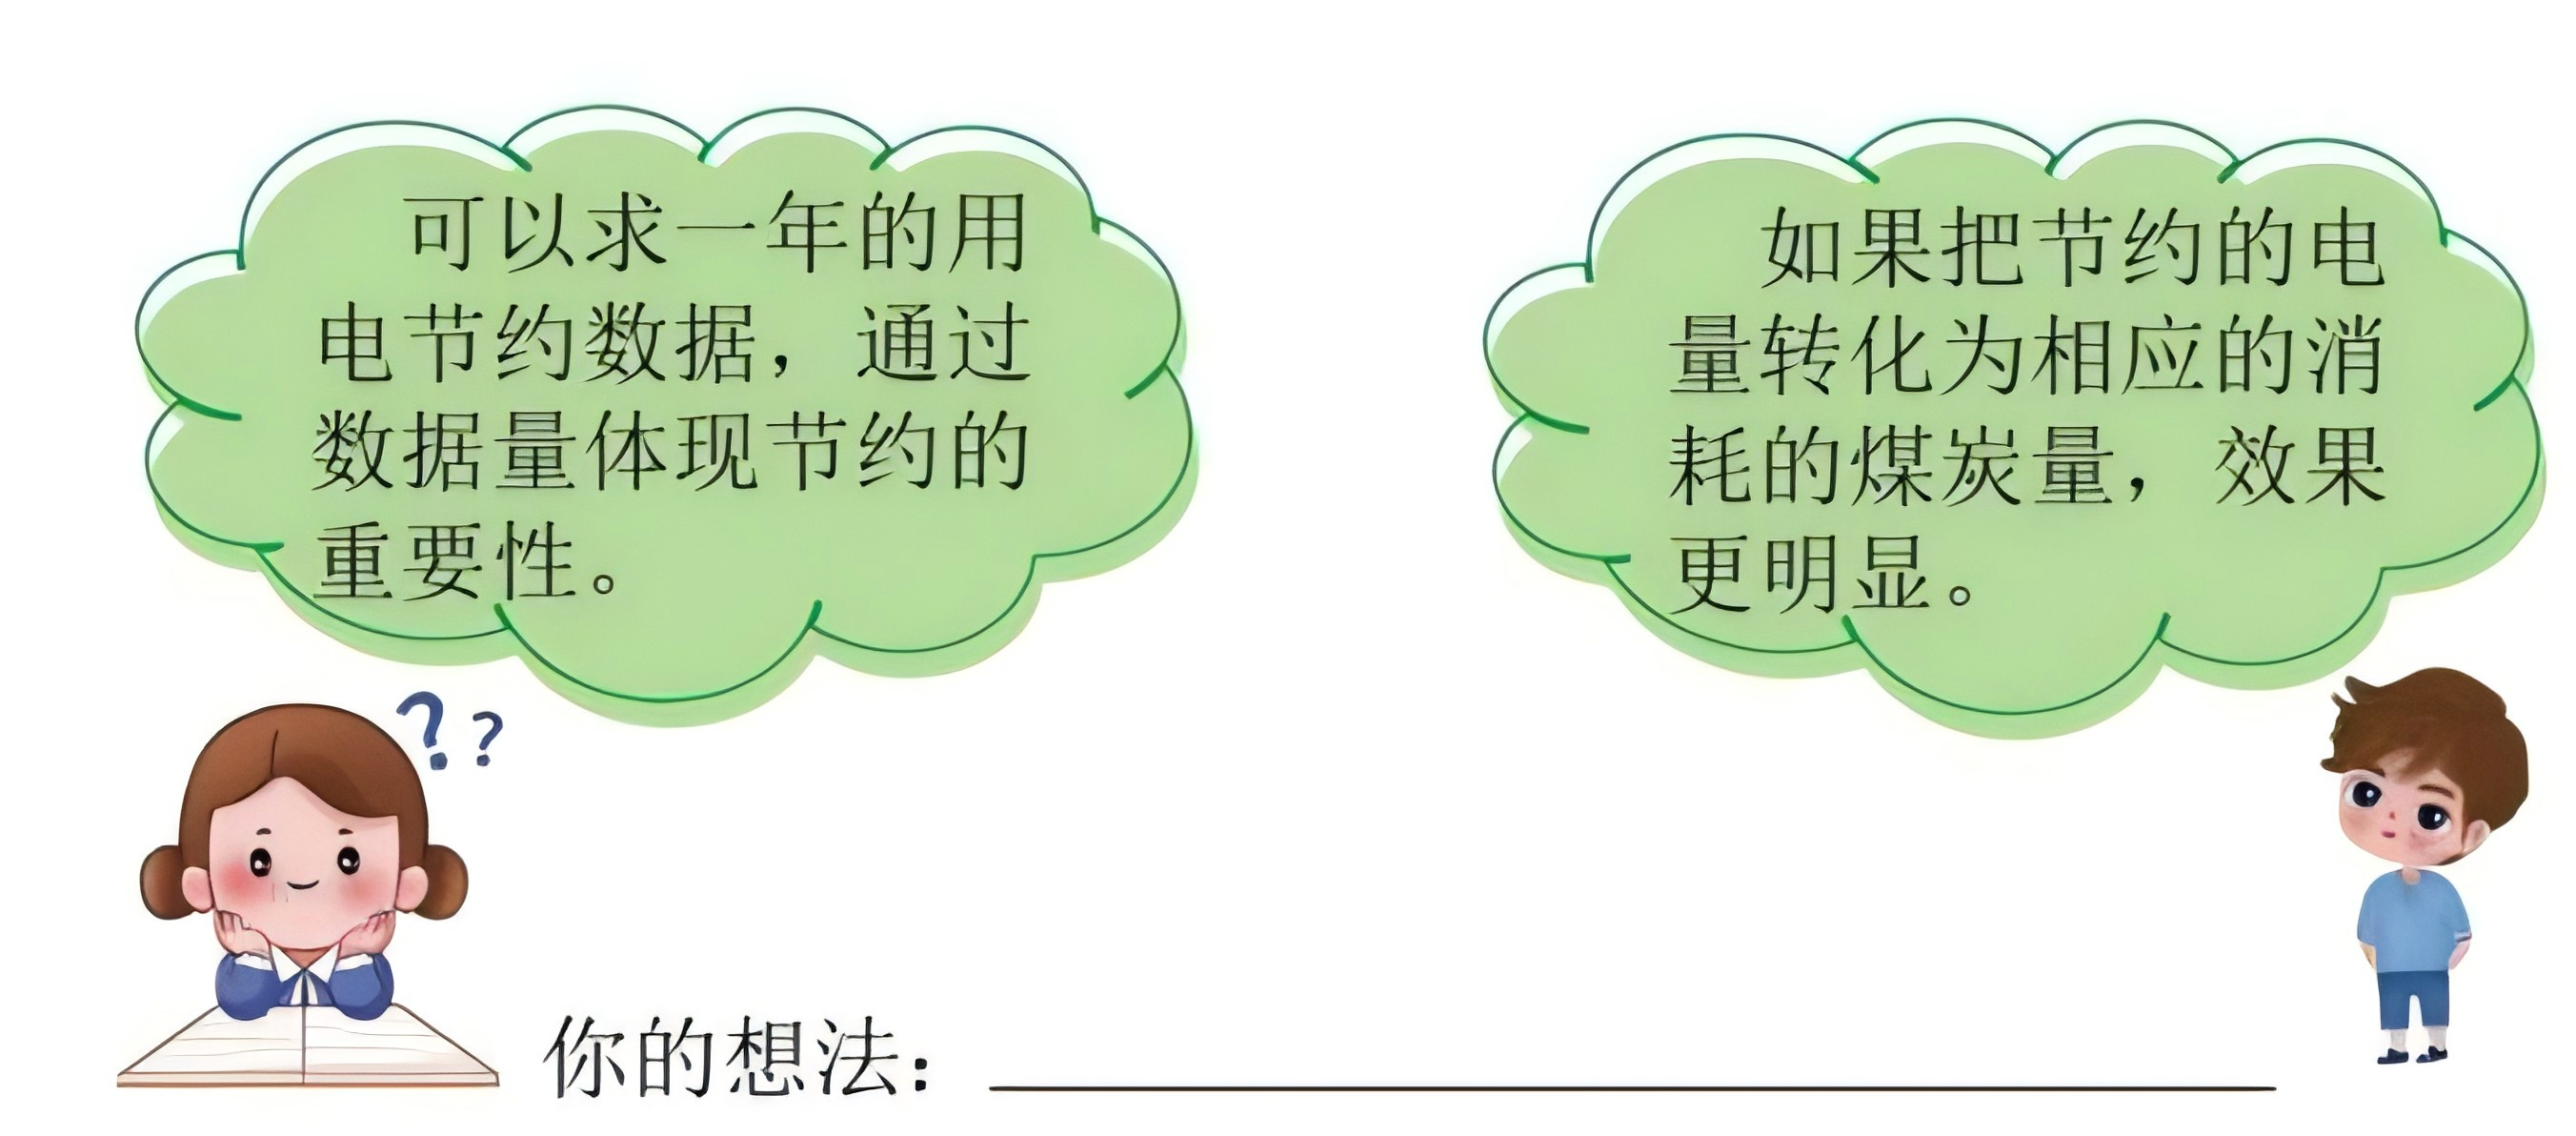 可以求一年的用
电节约数据，通过
数据量体现节约的
重要性。
如果把节约的电
量转化为相应的消
耗的煤炭量，效果
更明显。
??
你的想法：